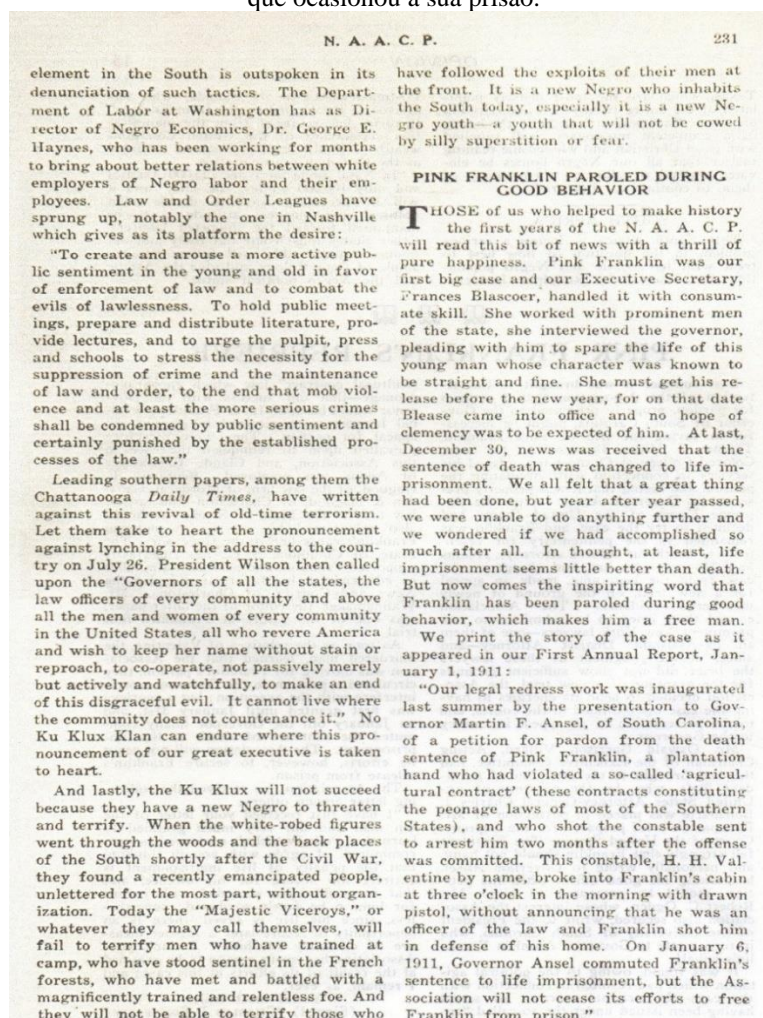 que ocasionou a sua prisão.
N. A. A. C. P.
231
element in the South is outspoken in its
denunciation of such tactics. The Depart-
ment of Labor at Washington has as Di-
rector of Negro Economics, Dr. George E.
Haynes, who has been working for months
to bring about better relations between white
employers of Negro labor and their em-
ployees. Law and Order Leagues have
sprung up, notably the one in Nashville
which gives as its platform the desire:
"To create and arouse a more active pub-
lic sentiment in the young and old in favor
of enforcement of law and to combat the
evils of lawlessness. To hold public meet-
ings, prepare and distribute literature, pro-
vide lectures, and to urge the pulpit, press
and schools to stress the necessity for the
suppression of crime and the maintenance
of law and order, to the end that mob viol-
ence and at least the more serious crimes
shall be condemned by public sentiment and
certainly punished by the established pro-
cesses of the law."
Leading southern papers, among them the
Chattanooga Daily Times, have written
against this revival of old-time terrorism.
Let them take to heart the pronouncement
against lynching in the address to the coun-
try on July 26. President Wilson then called
upon the "Governors of all the states, the
law officers of every community and above
all the men and women of every community
in the United States, all who revere America
and wish to keep her name without stain or
reproach, to co-operate, not passively merely
but actively and watchfully, to make an end
of this disgraceful evil. It cannot live where
the community does not countenance it." No
Ku Klux Klan can endure where this pro-
nouncement of our great executive is taken
to heart.
And lastly, the Ku Klux will not succeed
because they have a new Negro to threaten
and terrify. When the white-robed figures
went through the woods and the back places
of the South shortly after the Civil War,
they found a recently emancipated people,
unlettered for the most part, without organ-
ization. Today the "Majestic Viceroys," or
whatever they may call themselves, will
fail to terrify men who have trained at
camp, who have stood sentinel in the French
forests, who have met and battled with a
magnificently trained and relentless foe. And
they will not be able to terrify those who
have followed the exploits of their men at
the front. It is a new Negro who inhabits
the South today, especially it is a new Ne-
gro youth—a youth that will not be cowed
by silly superstition or fear.
PINK FRANKLIN PAROLED DURING
GOOD BEHAVIOR
THOSE of us who helped to make history
the first years of the N. A. A. C. P.
will read this bit of news with a thrill of
pure happiness. Pink Franklin was our
first big case and our Executive Secretary,
Frances Blascoer, handled it with consum-
ate skill. She worked with prominent men
of the state, she interviewed the governor,
pleading with him to spare the life of this
young man whose character was known to
be straight and fine. She must get his re-
lease before the new year, for on that date
Blease came into office and no hope of
clemency was to be expected of him. At last,
December 30, news was received that the
sentence of death was changed to life im-
prisonment. We all felt that a great thing
had been done, but year after year passed,
we were unable to do anything further and
we wondered if we had accomplished so
much after all. In thought, at least, life
imprisonment seems little better than death.
But now comes the inspiriting word that
Franklin has been paroled during good
behavior, which makes him a free man.
We print the story of the case as it
appeared in our First Annual Report, Jan-
uary 1, 1911:
"Our legal redress work was inaugurated
last summer by the presentation to Gov-
ernor Martin F. Ansel, of South Carolina,
of a petition for pardon from the death
sentence of Pink Franklin, a plantation
hand who had violated a so-called 'agricul-
tural contract' (these contracts constituting
the peonage laws of most of the Southern
States), and who shot the constable sent
to arrest him two months after the offense
was committed. This constable, H. H. Val-
entine by name, broke into Franklin's cabin
at three o'clock in the morning with drawn
pistol, without announcing that he was an
officer of the law and Franklin shot him
in defense of his home. On January 6,
1911, Governor Ansel commuted Franklin's
sentence to life imprisonment, but the As-
sociation will not cease its efforts to free
Franklin from prison."